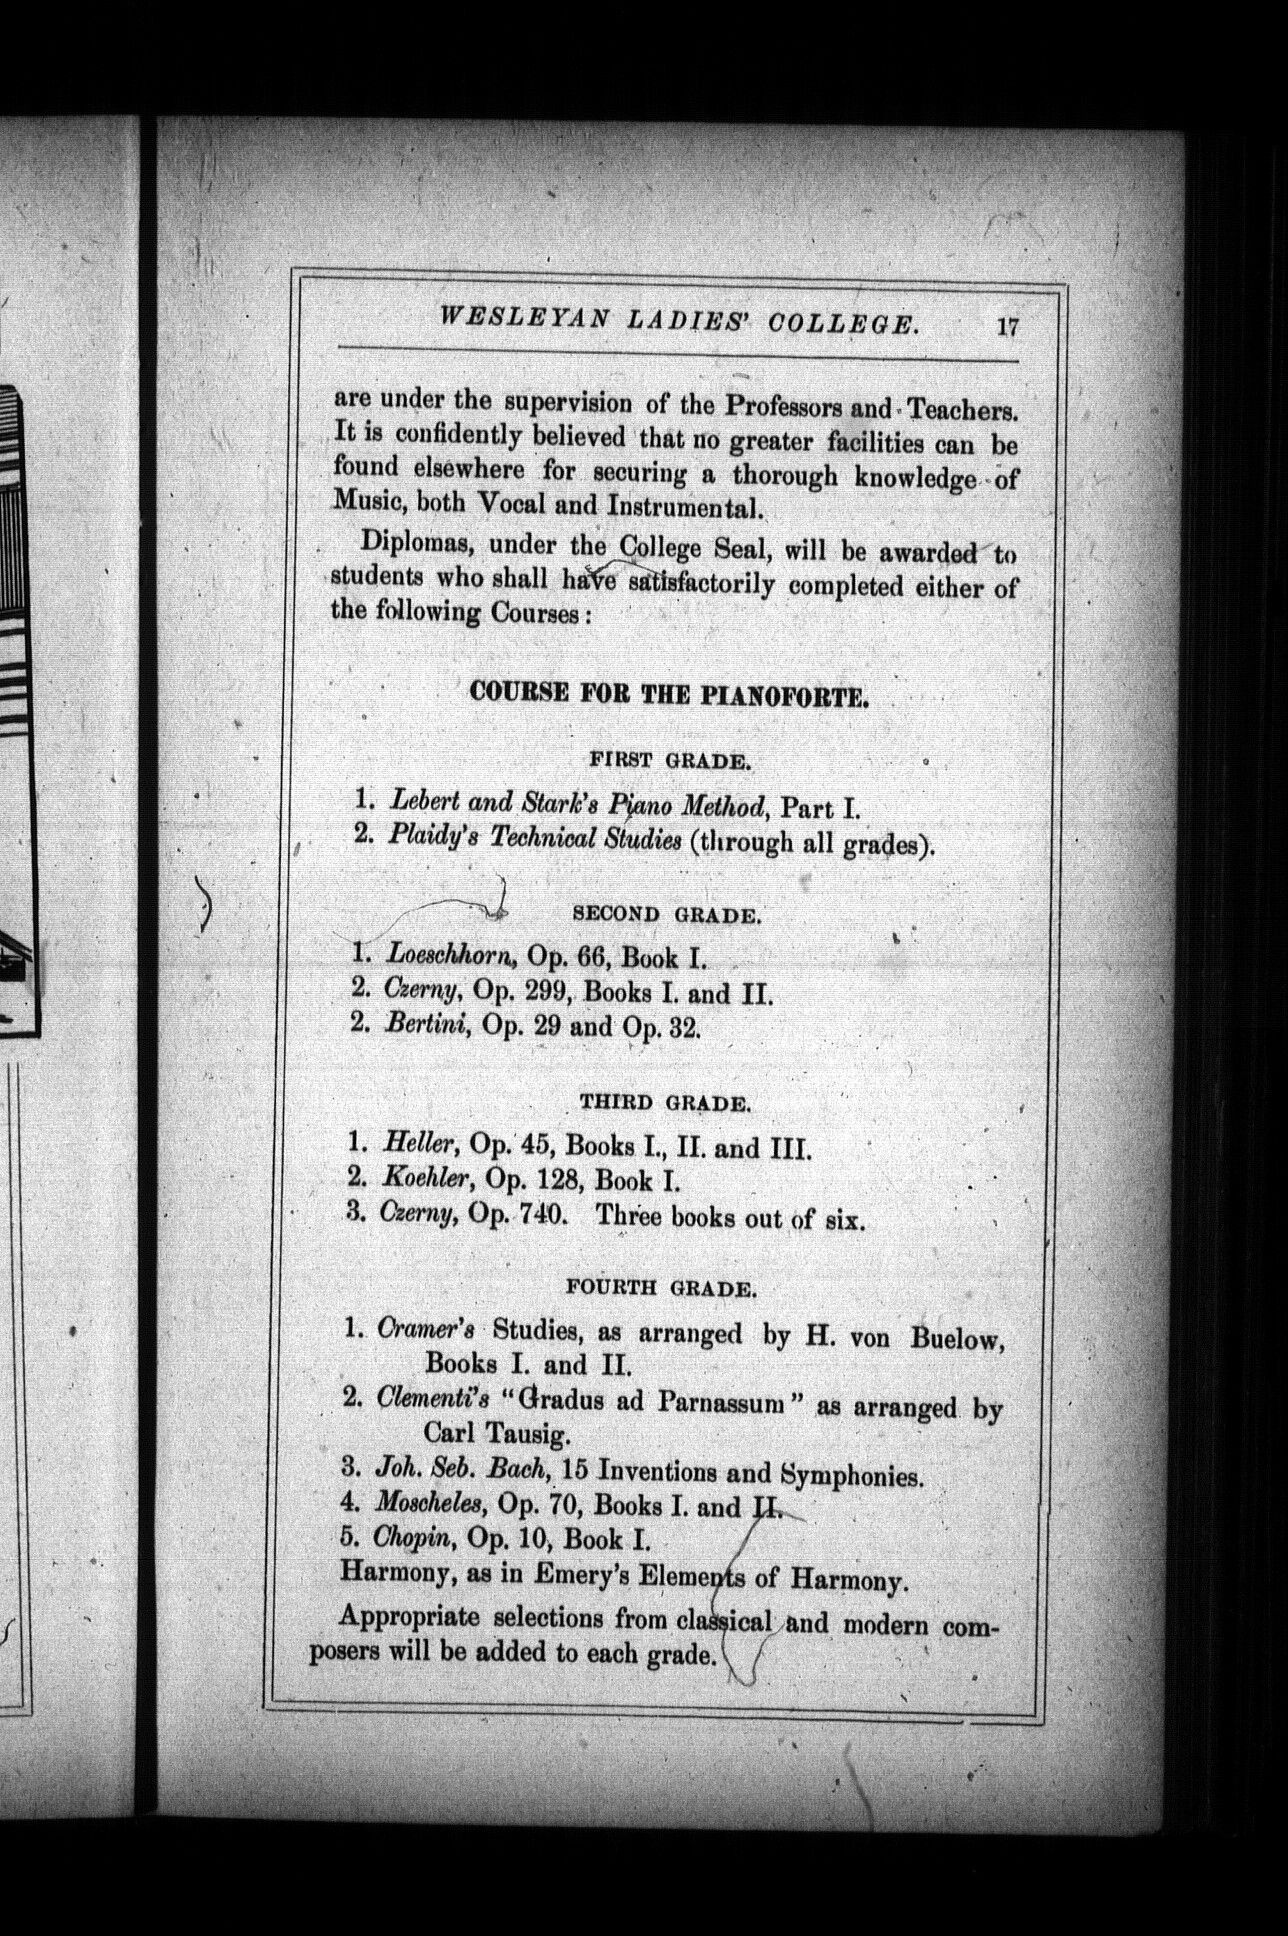 WESLEYAN LADIES' COLLEGE. 17
are under the supervision of the Professors and Teachers.
It is confidently believed that no greater facilities can be
found elsewhere for securing a thorough knowledge of
Music, both Vocal and Instrumental.
Diplomas, under the College Seal, will be awarded to
students who shall have satisfactorily completed either of
the following Courses:
COURSE FOR THE PIANOFORTE.
FIRST GRADE.
1. Lebert and Stark's Piano Method, Part I.
2. Plaidy's Technical Studies (through all grades).
SECOND GRADE.
1. Loeschhorn, Op. 66, Book I.
2. Czerny, Op. 299, Books I. and II.
2. Bertini, Op. 29 and Op. 32.
THIRD GRADE.
1. Heller, Op. 45, Books I., II. and III.
2. Koehler, Op. 128, Book I.
3. Czerny, Op. 740. Three books out of six.
FOURTH GRADE.
1. Cramer's Studies, as arranged by H. von Buelow,
Books I. and II.
2. Clementi's "Gradus ad Parnassum" as arranged by
Carl Tausig.
3. Joh. Seb. Bach, 15 Inventions and Symphonies.
4. Moscheles, Op. 70, Books I. and II.
5. Chopin, Op. 10, Book I.
Harmony, as in Emery's Elements of Harmony.
Appropriate selections from classical and modern com-
posers will be added to each grade.